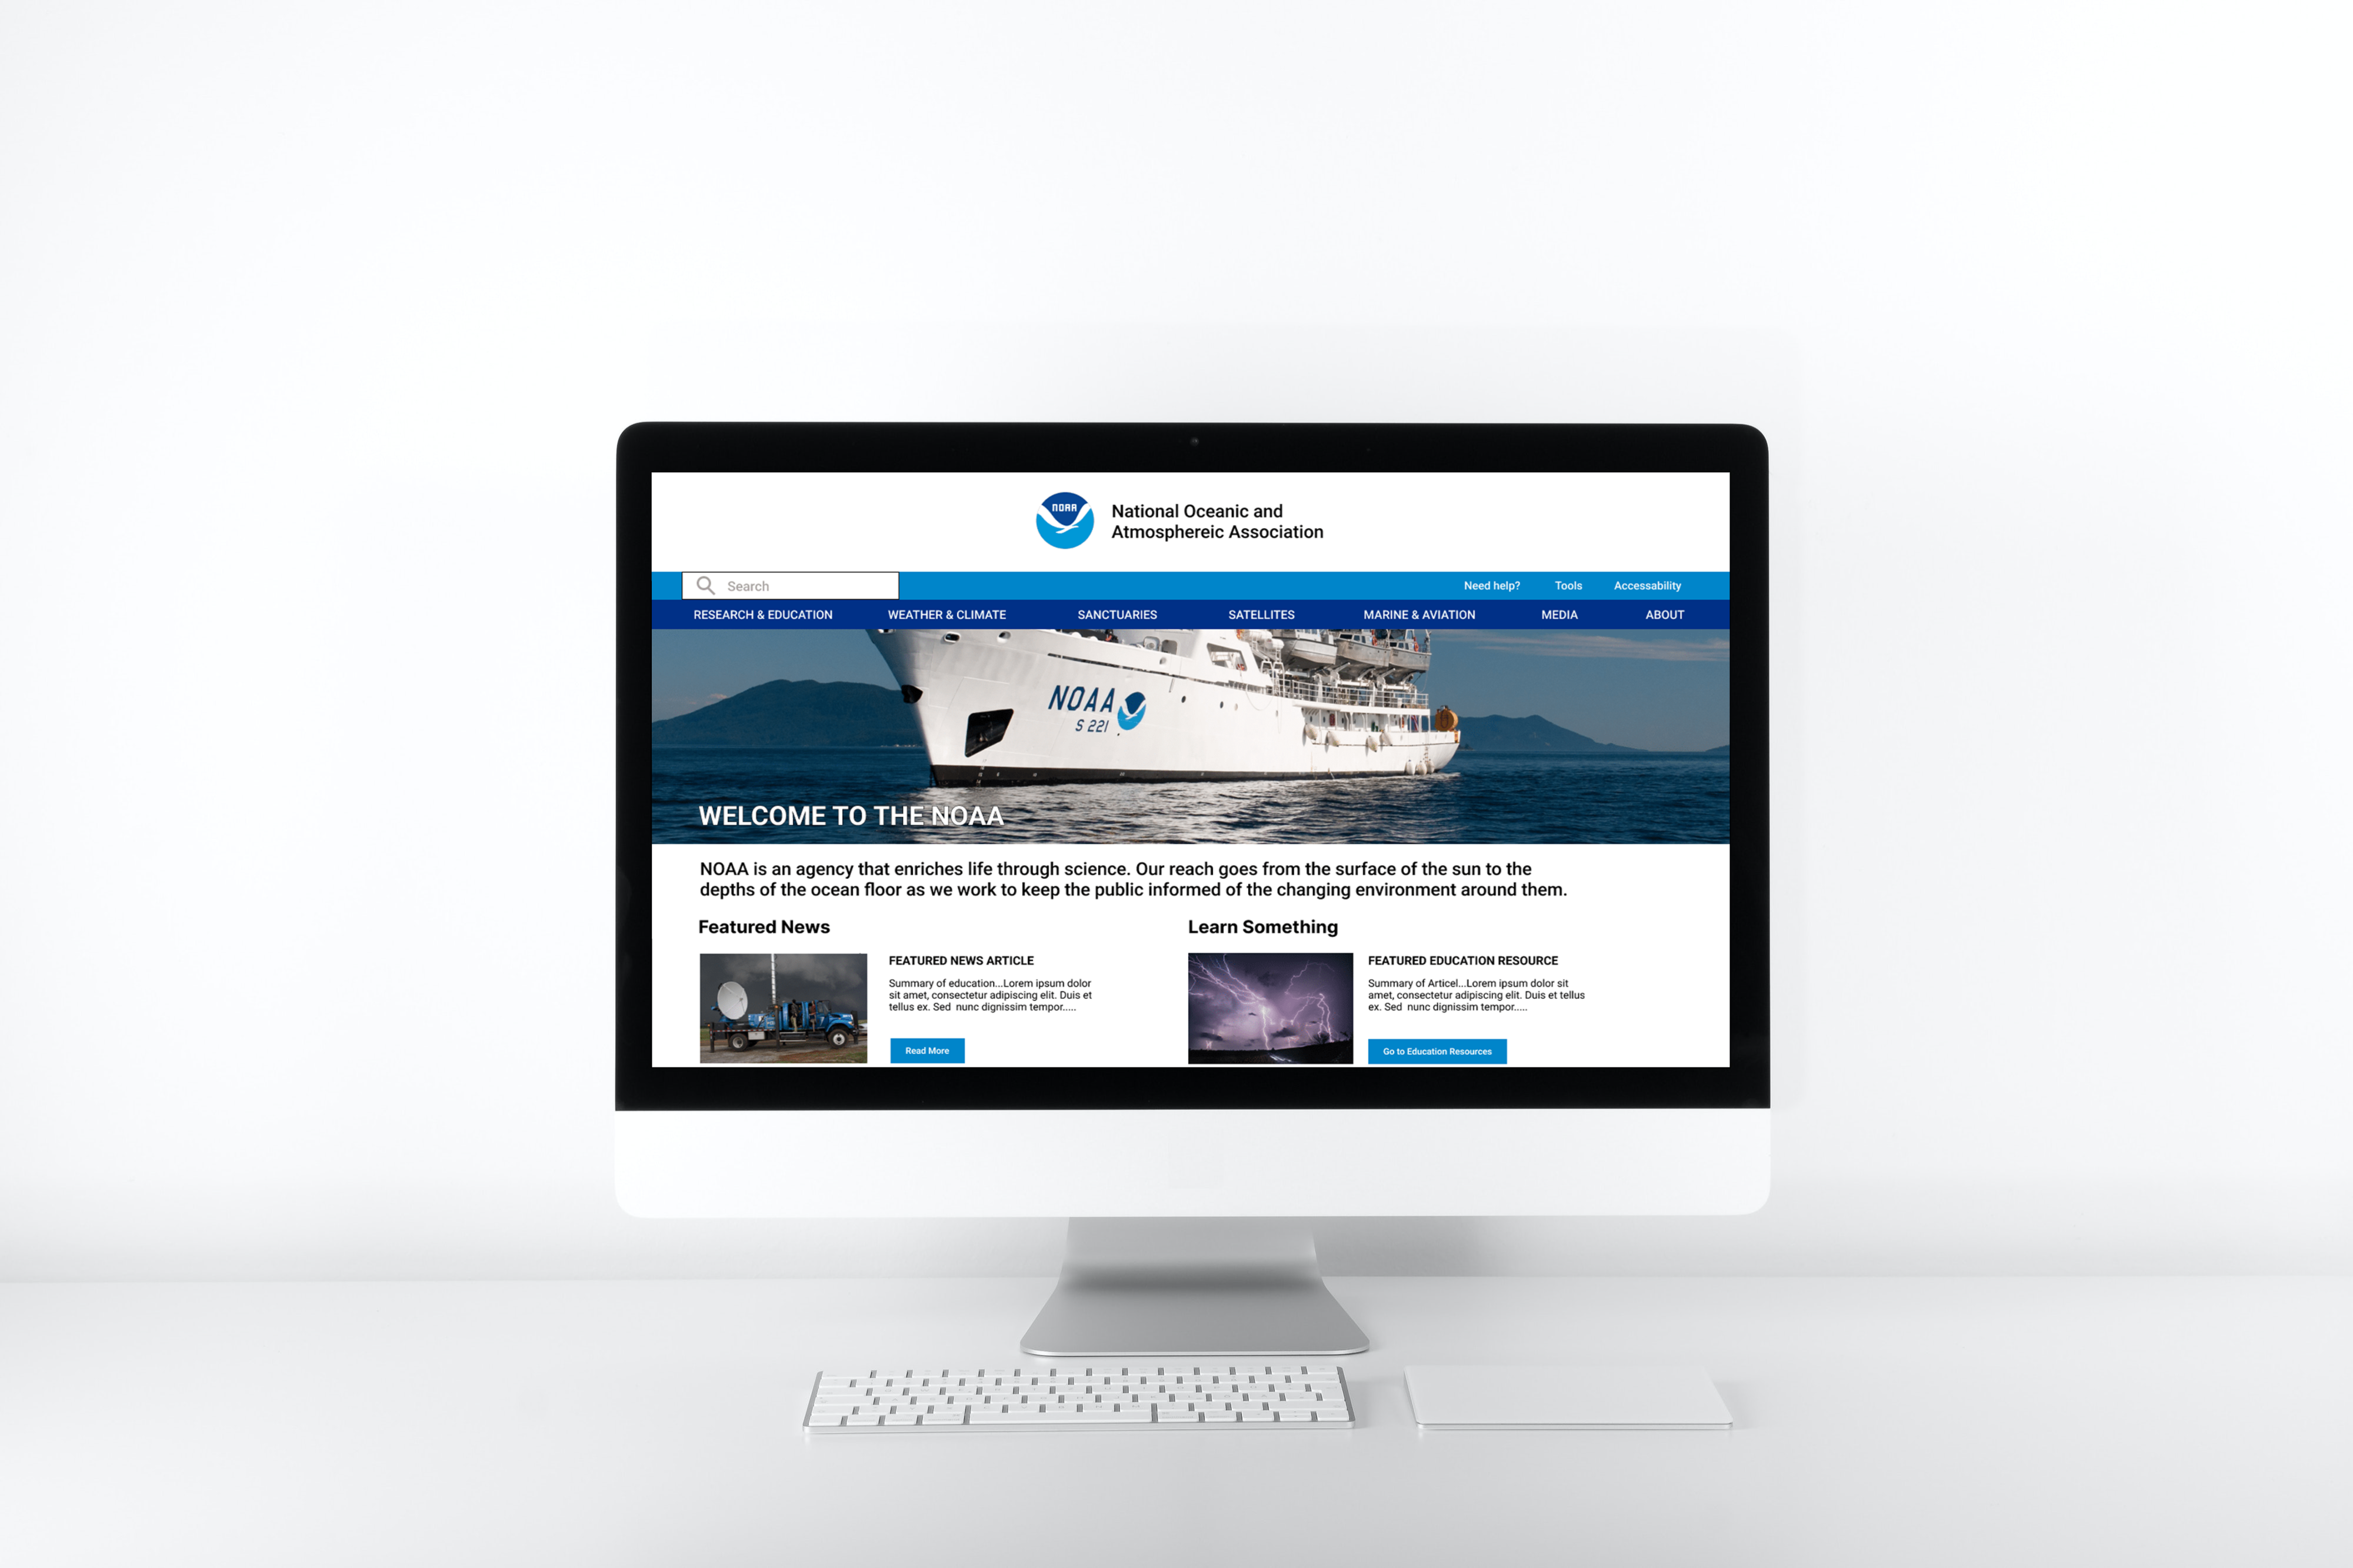 NOAA
National Oceanic and
Atmosphereic Association
Search
Need help? Tools Accessability
RESEARCH & EDUCATION WEATHER & CLIMATE SANCTUARIES SATELLITES MARINE & AVIATION MEDIA ABOUT
NOAA
S 221
WELCOME TO THE NOAA
NOAA is an agency that enriches life through science. Our reach goes from the surface of the sun to the
depths of the ocean floor as we work to keep the public informed of the changing environment around them.
Featured News
FEATURED NEWS ARTICLE
Summary of education...Lorem ipsum dolor
sit amet, consectetur adipiscing elit. Duis et
tellus ex. Sed nunc dignissim tempor.....
Read More
Learn Something
FEATURED EDUCATION RESOURCE
Summary of Articel...Lorem ipsum dolor sit
amet, consectetur adipiscing elit. Duis et tellus
ex. Sed nunc dignissim tempor.....
Go to Education Resources